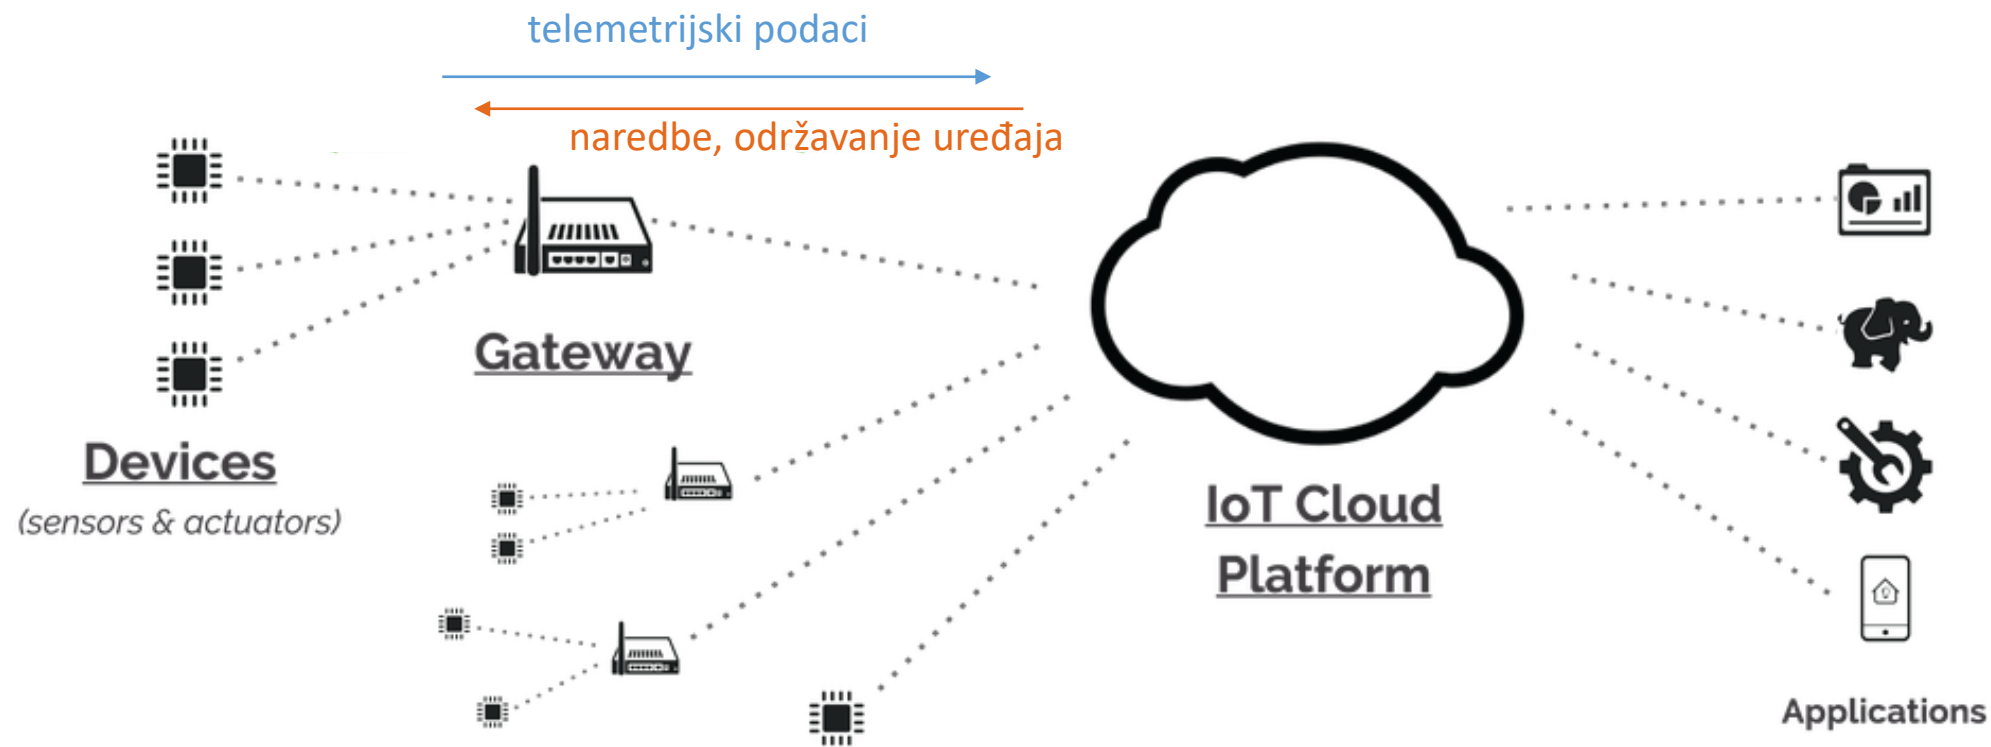 telemetrijski podaci
naredbe, održavanje uređaja
Gateway
Devices
(sensors & actuators)
IoT Cloud
Platform
Applications